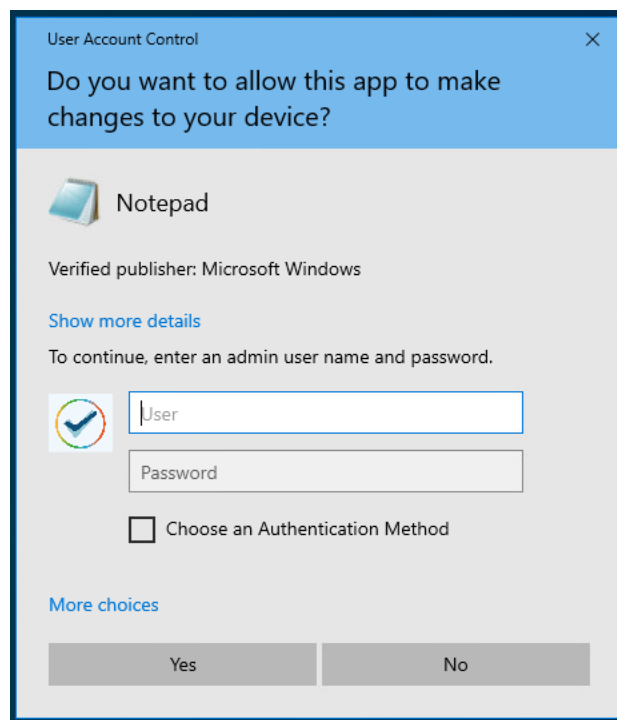 User Account Control
Do you want to allow this app to make
changes to your device?
Notepad
Verified publisher: Microsoft Windows
Show more details
To continue, enter an admin user name and password.
User
Password
Choose an Authentication Method
More choices
Yes
No